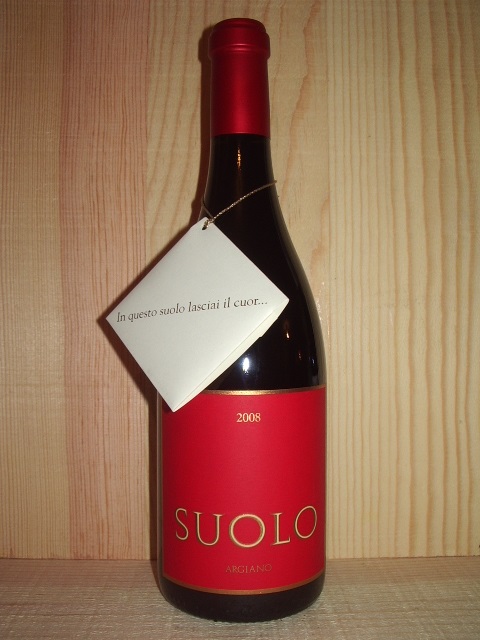 In questo suolo lasciai il cuor...
2008
SUOLO
ARGIANO